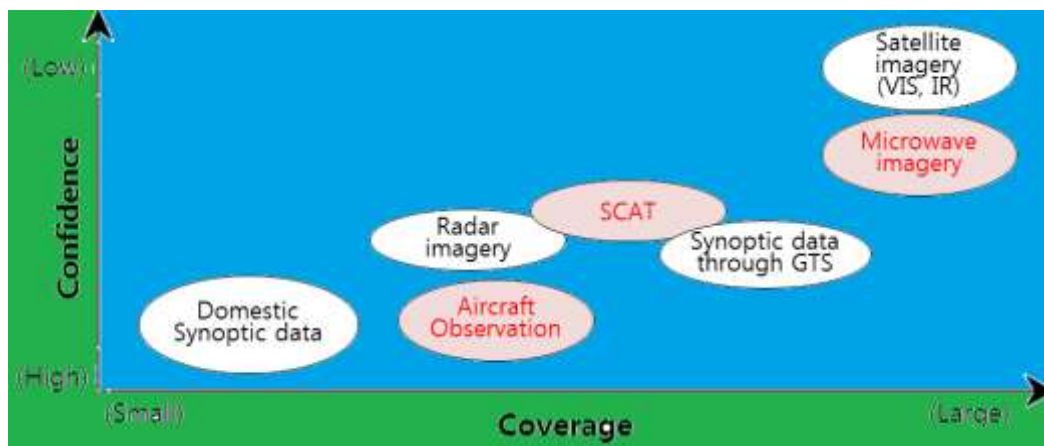 Satellite
imagery
(VIS, IR)
(Low)
Microwave
imagery
SCAT
Radar
imagery
Synoptic data
through GTS
Confidence
Domestic
Synoptic data
Aircraft
Observation
(High)
(Small)
Coverage
(Large)